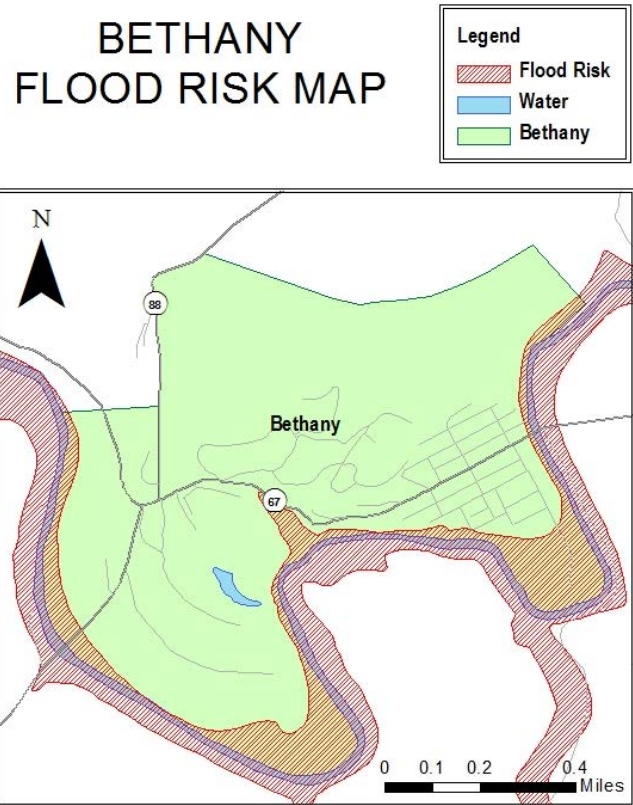 BETHANY
FLOOD RISK MAP
Legend
Flood Risk
Water
Bethany
N
88
Bethany
67
0 0.1 0.2 0.4
Miles